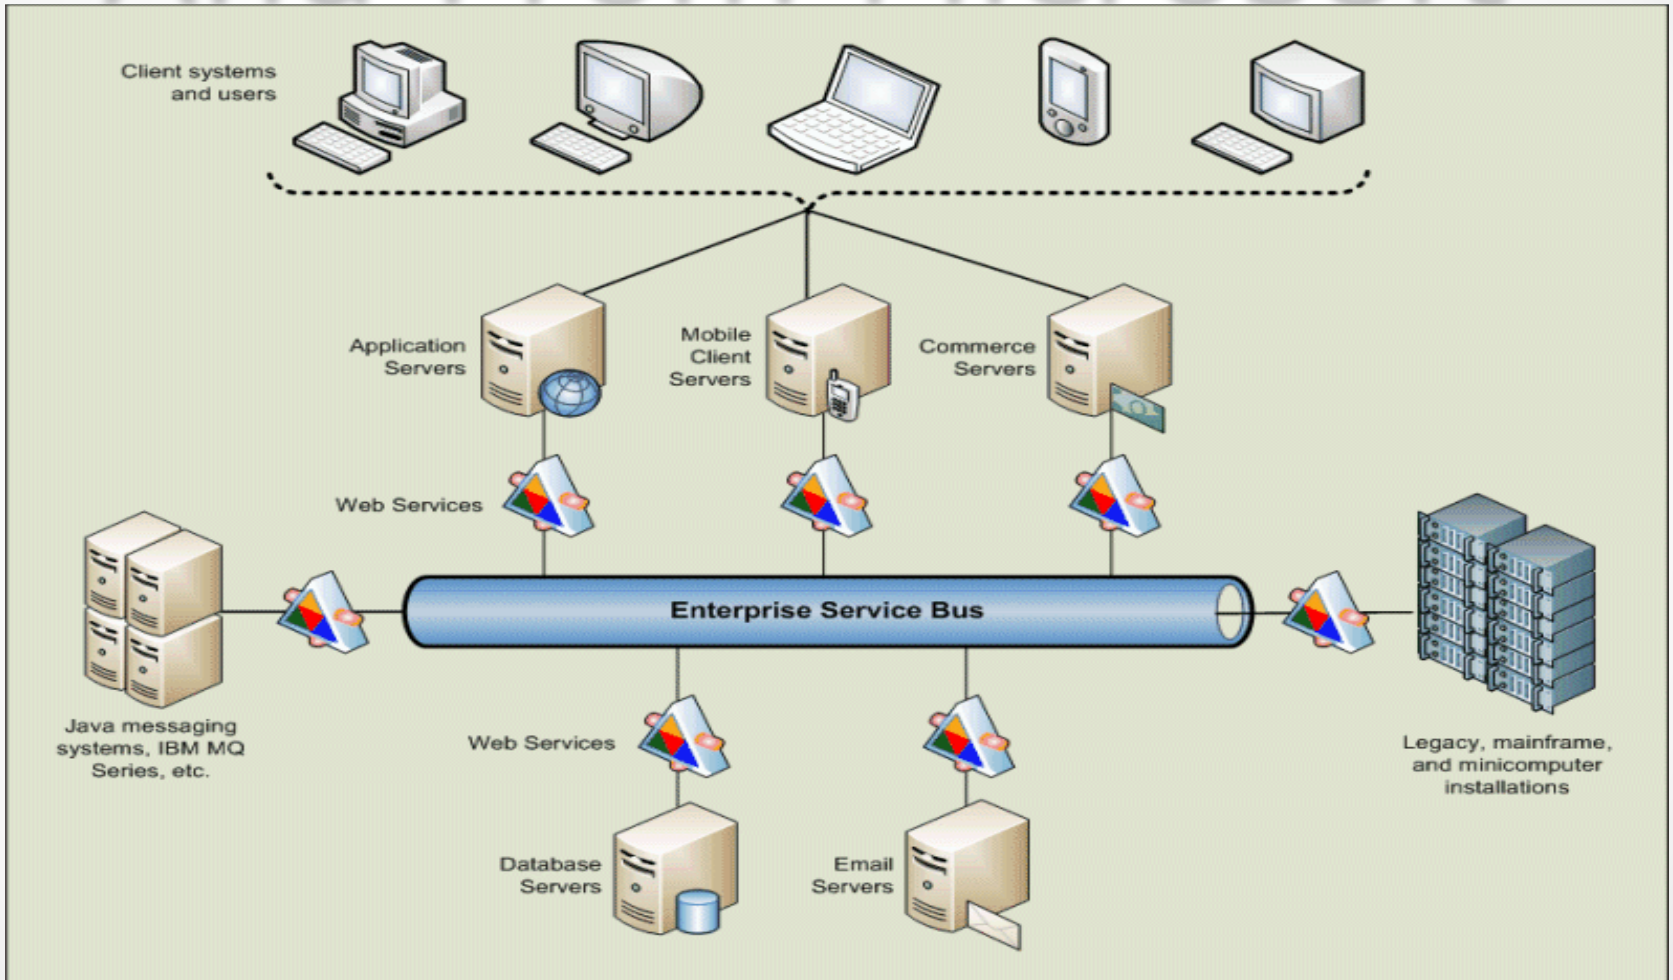 Client systems
and users
Application
Servers
Mobile
Client
Servers
Commerce
Servers
Web Services
Enterprise Service Bus
Java messaging
systems, IBM MQ
Series, etc.
Web Services
Legacy, mainframe,
and minicomputer
installations
Database
Servers
Email
Servers